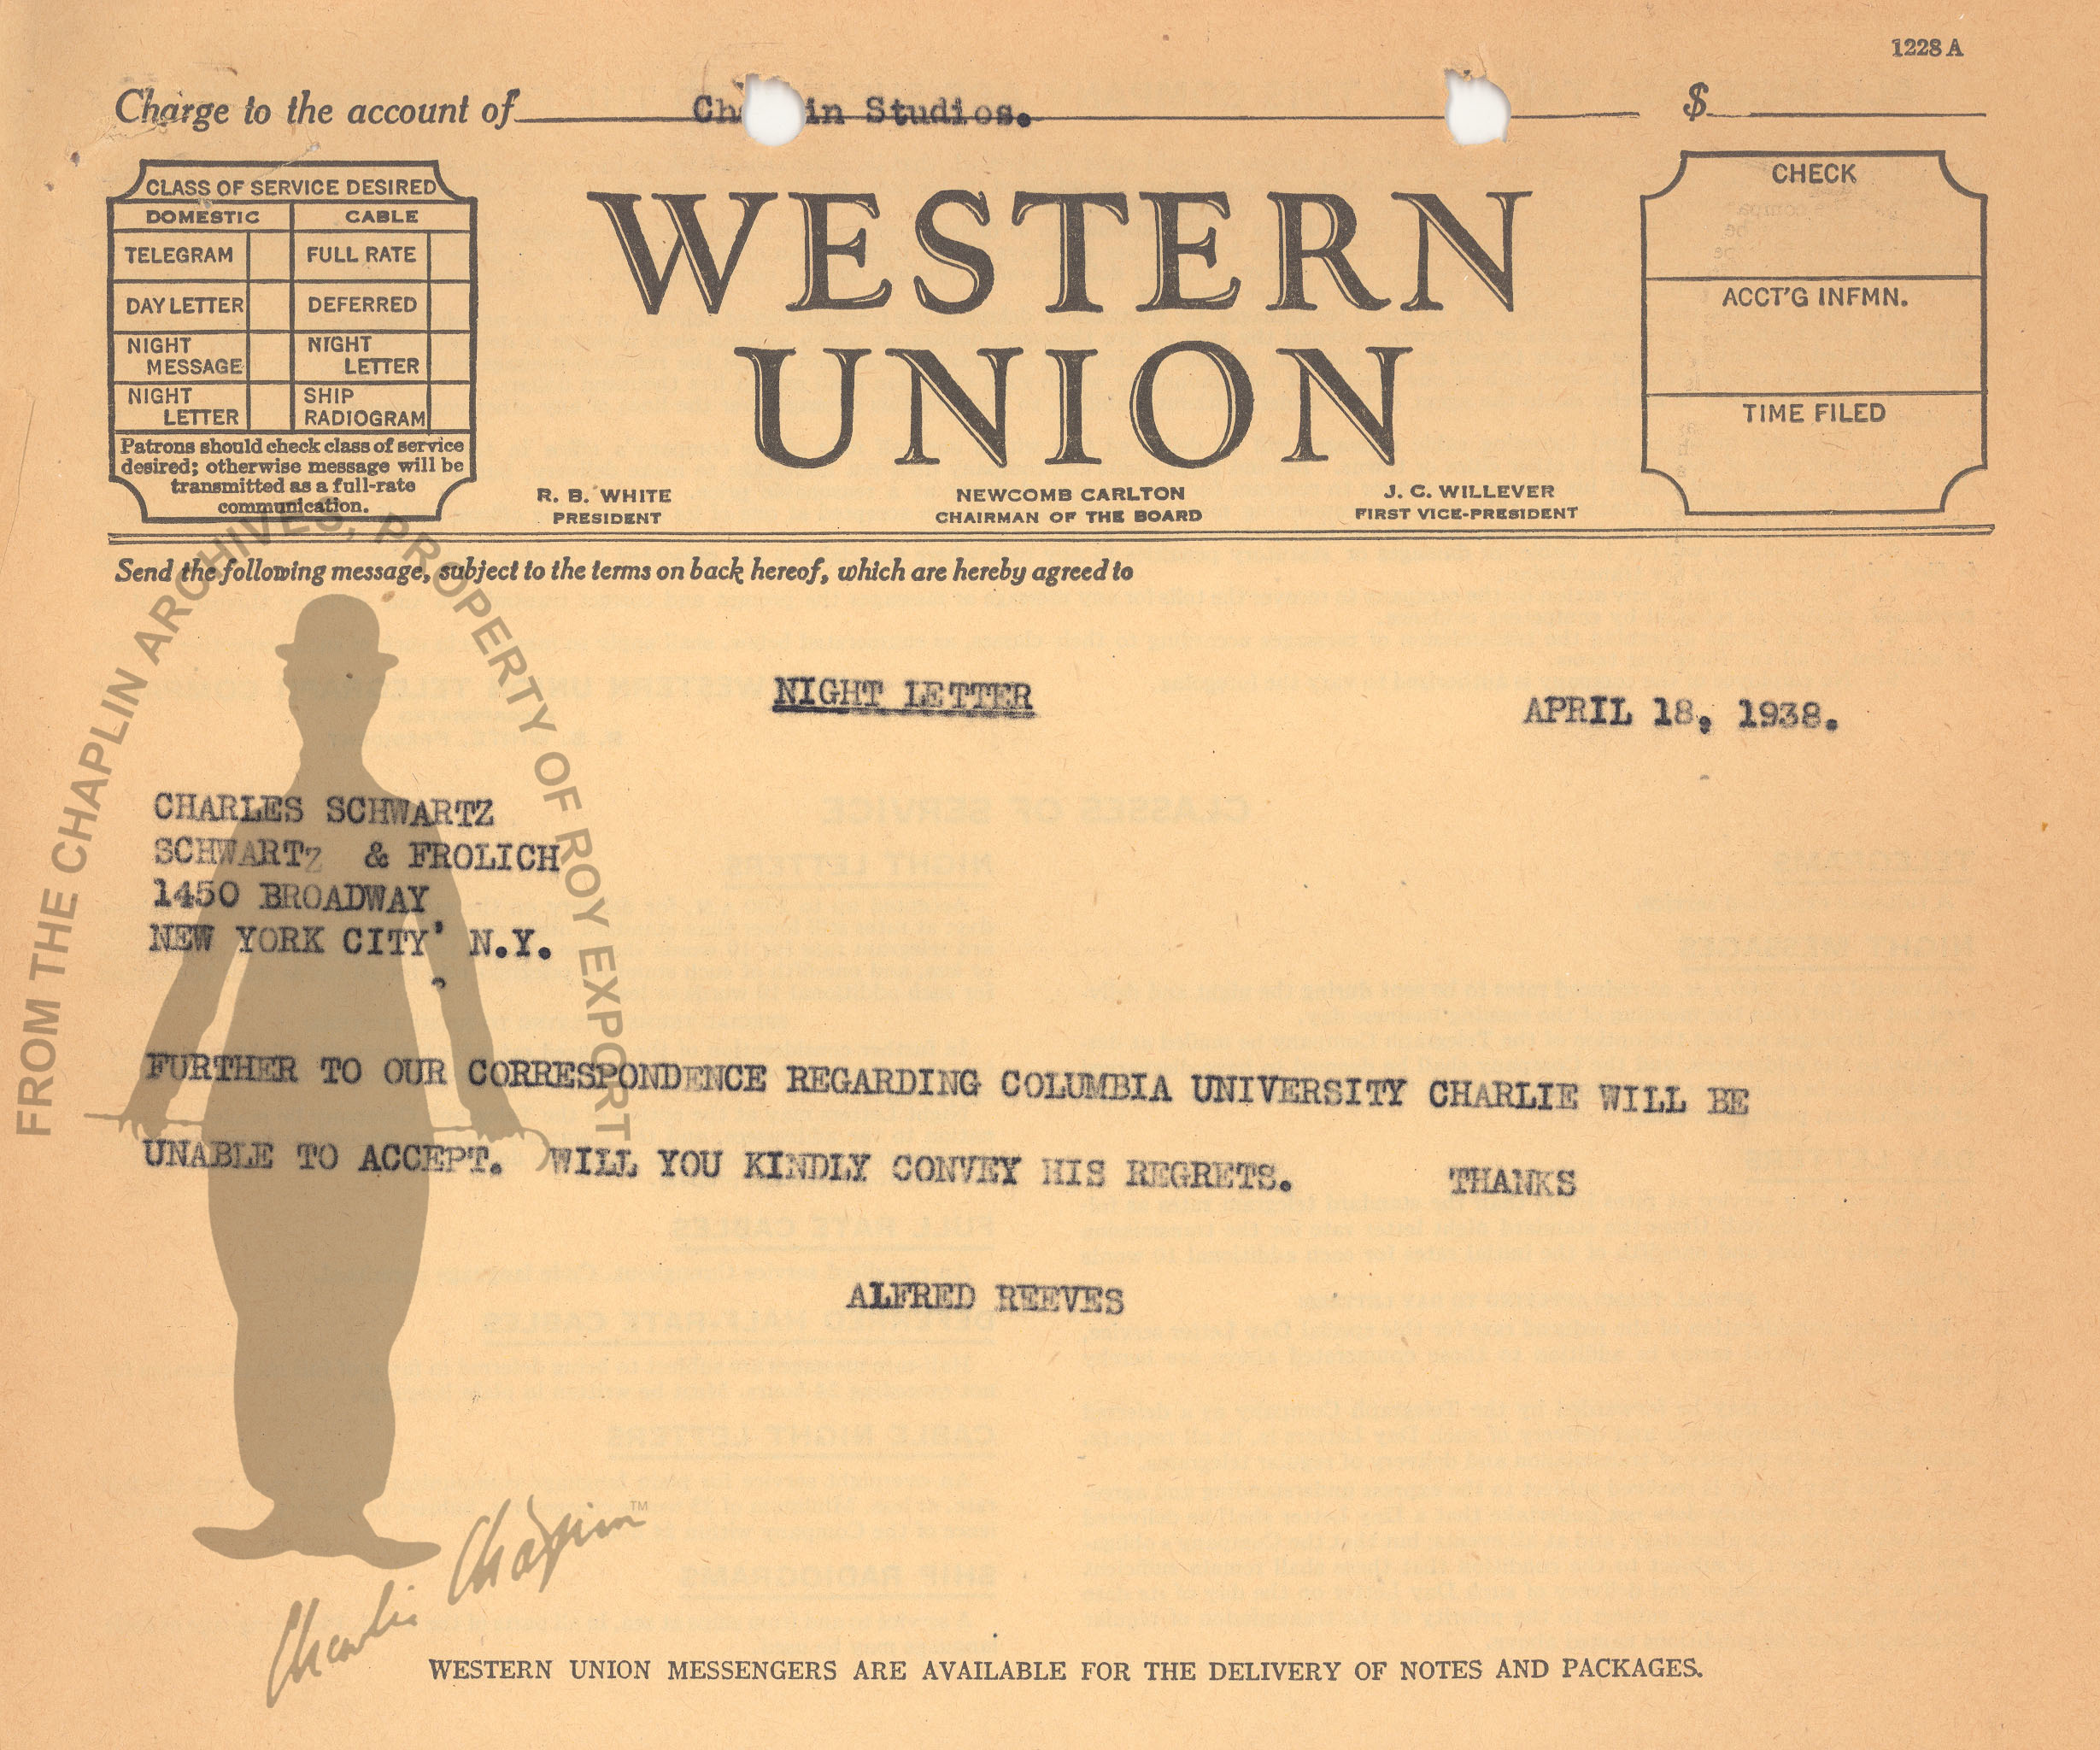 1228 A
Charge to the account of Ch in Studios. $
CLASS OF SERVICE DESIRED
DOMESTIC CABLE
TELEGRAM FULL RATE
DAY LETTER DEFERRED
NIGHT MESSAGE NIGHT LETTER
NIGHT LETTER SHIP RADIOGRAM
Patrons should check class of service
desired; otherwise message will be
transmitted as a full-rate
communication.
WESTERN
UNION
R. B. WHITE
PRESIDENT
NEWCOMB CARLTON
CHAIRMAN OF THE BOARD
J. C. WILLEVER
FIRST VICE-PRESIDENT
CHECK
ACCT'G INFMN.
TIME FILED
Send the following message, subject to the terms on back hereof, which are hereby agreed to
NIGHT LETTER
APRIL 18, 1938.
CHARLES SCHWARTZ
SCHWARTz & FROLICH
1450 BROADWAY
NEW YORK CITY' N.Y.
FURTHER TO OUR CORRESPONDENCE REGARDING COLUMBIA UNIVERSITY CHARLIE WILL BE
UNABLE TO ACCEPT. WILL YOU KINDLY CONVEY HIS REGRETS. THANKS
ALFRED REEVES
FROM THE CHAPLIN ARCHIVES, PROPERTY OF ROY EXPORT
Charlie Chaplin™
WESTERN UNION MESSENGERS ARE AVAILABLE FOR THE DELIVERY OF NOTES AND PACKAGES.